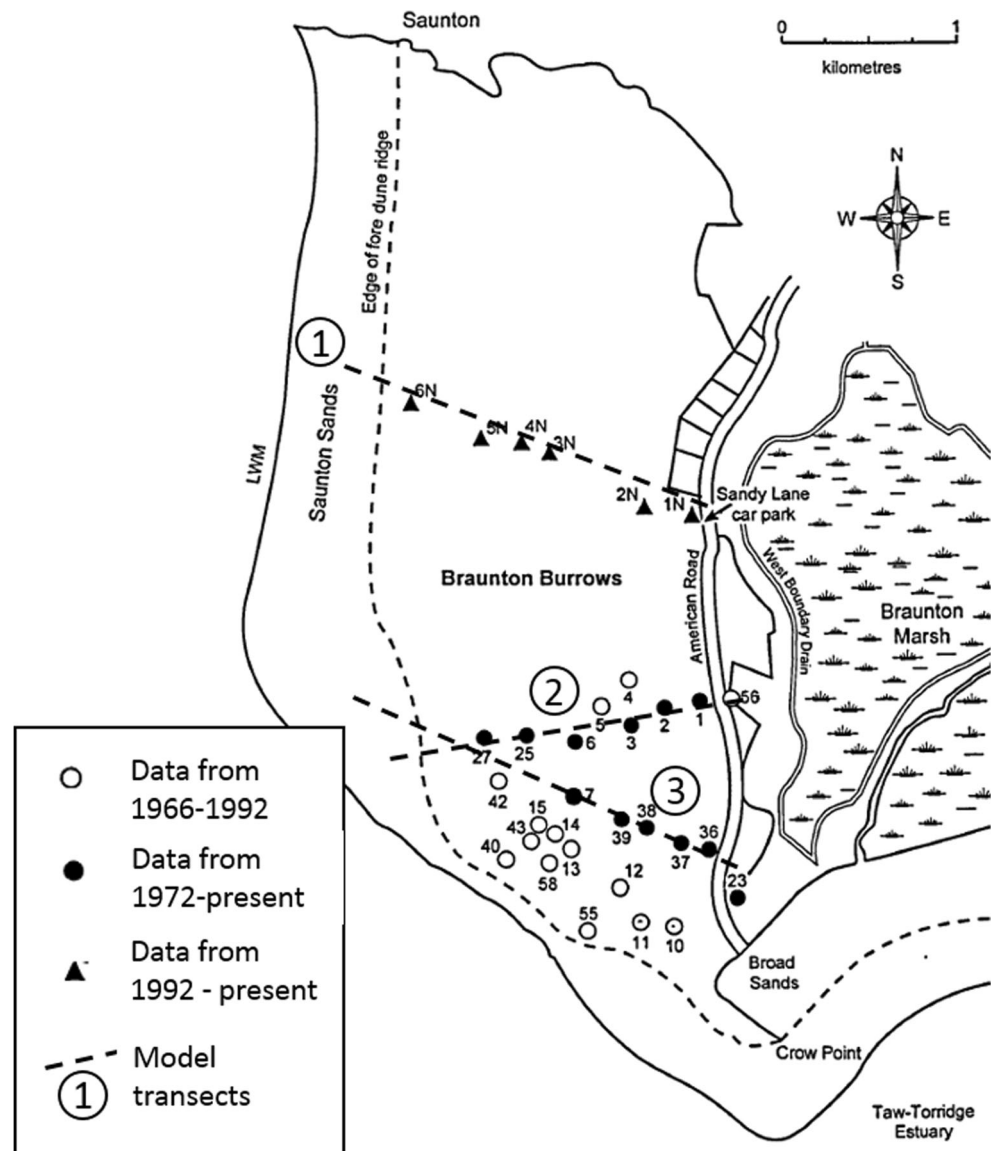 Saunton
0 1
kilometres
Edge of fore dune ridge
N
W E
S
1
LWM
Saunton Sands
6N
5N
4N
3N
2N
1N
Sandy Lane
car park
Braunton Burrows
American Road
West Boundary Drain
Braunton
Marsh
2
4
5
56
1
2
3
6
25
27
42
7
3
38
39
36
37
15
43
14
40
13
58
12
23
55
11
10
Broad
Sands
Crow Point
Taw-Torridge
Estuary
Data from
1966-1992
Data from
1972-present
Data from
1992 - present
Model
1 transects